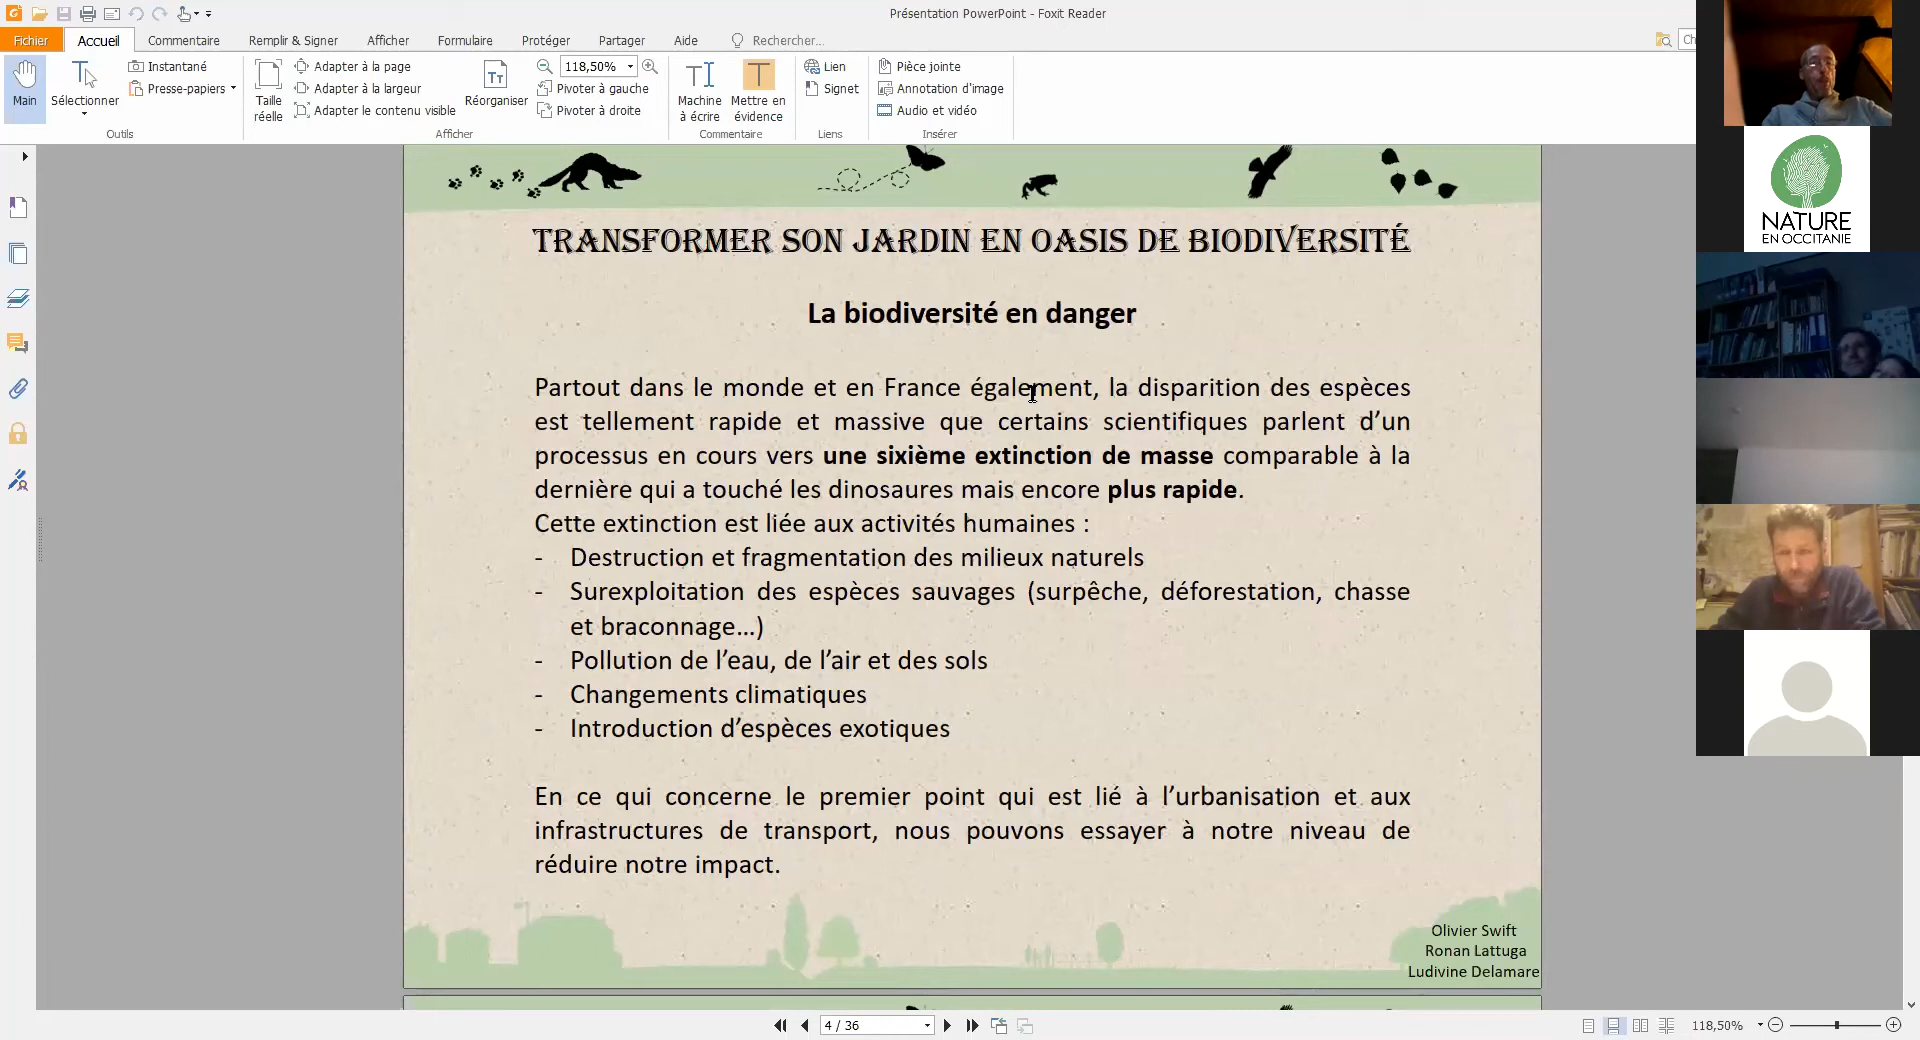 Présentation PowerPoint - Foxit Reader
Fichier Accueil Commentaire Remplir & Signer Afficher Formulaire Protéger Partager Aide Rechercher...
Main
Sélectionner
Instantané
Presse-papiers
Outils
Taille
réelle
Adapter à la page
Adapter à la largeur
Adapter le contenu visible
Réorganiser
118,50%
Pivoter à gauche
Pivoter à droite
Afficher
Machine
à écrire
Mettre en
évidence
Commentaire
Lien
Signet
Liens
Pièce jointe
Annotation d'image
Audio et vidéo
Insérer
TRANSFORMER SON JARDIN EN OASIS DE BIODIVERSITÉ
La biodiversité en danger
Partout dans le monde et en France également, la disparition des espèces
est tellement rapide et massive que certains scientifiques parlent d’un
processus en cours vers une sixième extinction de masse comparable à la
dernière qui a touché les dinosaures mais encore plus rapide.
Cette extinction est liée aux activités humaines :
- Destruction et fragmentation des milieux naturels
- Surexploitation des espèces sauvages (surpêche, déforestation, chasse
et braconnage…)
- Pollution de l’eau, de l’air et des sols
- Changements climatiques
- Introduction d’espèces exotiques
En ce qui concerne le premier point qui est lié à l’urbanisation et aux
infrastructures de transport, nous pouvons essayer à notre niveau de
réduire notre impact.
Olivier Swift
Ronan Lattuga
Ludivine Delamare
NATURE
EN OCCITANIE
4 / 36
118,50%